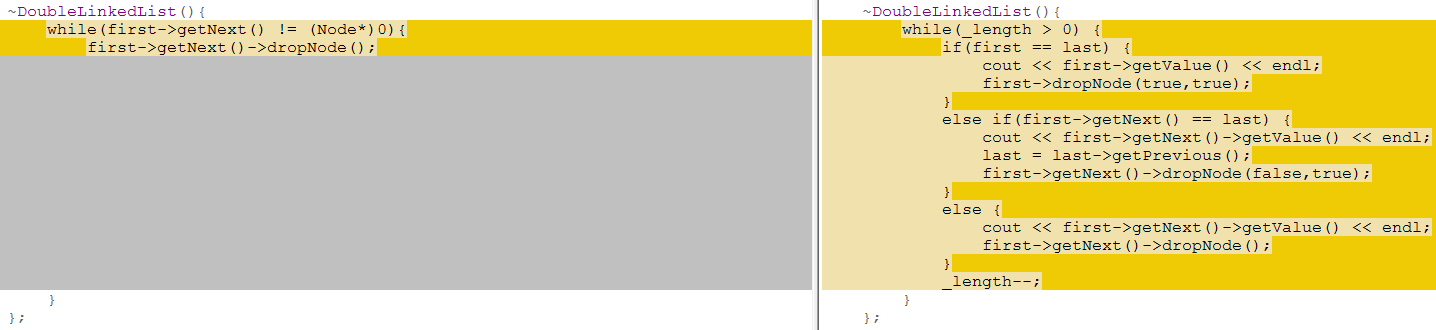 ~DoubleLinkedList(){
    while(first->getNext() != (Node*)0){
        first->getNext()->dropNode();
    }
};
~DoubleLinkedList(){
    while(_length > 0) {
        if(first == last) {
            cout << first->getValue() << endl;
            first->dropNode(true,true);
        }
        else if(first->getNext() == last) {
            cout << first->getNext()->getValue() << endl;
            last = last->getPrevious();
            first->getNext()->dropNode(false,true);
        }
        else {
            cout << first->getNext()->getValue() << endl;
            first->getNext()->dropNode();
        }
        _length--;
    }
};